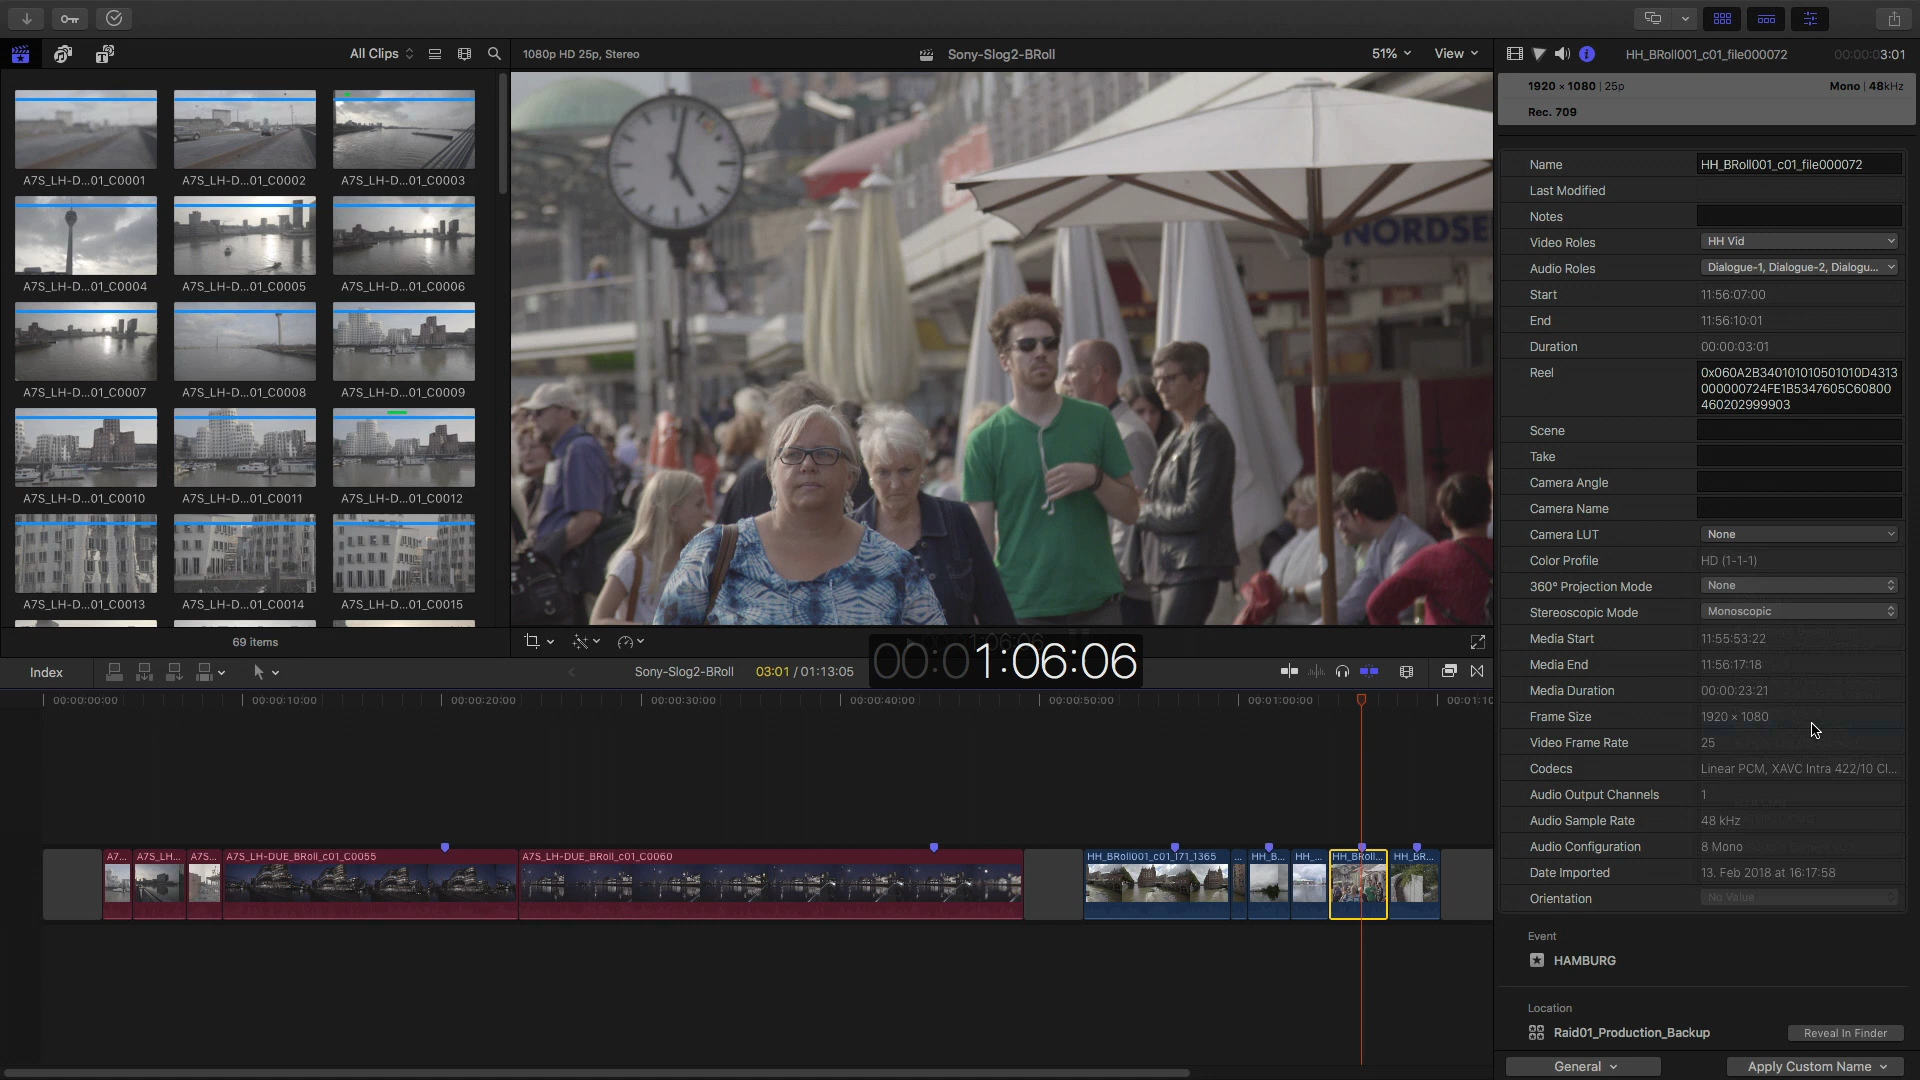 All Clips
1080p HD 25p, Stereo
Sony-Slog2-BRoll
51%
View
HH_BRoll001_c01_file000072
00:00:03:01
1920 × 1080 | 25p
Mono | 48kHz
Rec. 709
A7S_LH-D...01_C0001
A7S_LH-D...01_C0002
A7S_LH-D...01_C0003
A7S_LH-D...01_C0004
A7S_LH-D...01_C0005
A7S_LH-D...01_C0006
A7S_LH-D...01_C0007
A7S_LH-D...01_C0008
A7S_LH-D...01_C0009
A7S_LH-D...01_C0010
A7S_LH-D...01_C0011
A7S_LH-D...01_C0012
A7S_LH-D...01_C0013
A7S_LH-D...01_C0014
A7S_LH-D...01_C0015
69 items
NORDSE
Name
HH_BRoll001_c01_file000072
Last Modified
Notes
Video Roles
HH Vid
Audio Roles
Dialogue-1, Dialogue-2, Dialogu...
Start
11:56:07:00
End
11:56:10:01
Duration
00:00:03:01
Reel
0x060A2B340101010501010D4313
000000724FE1B5347605C60800
460202999903
Scene
Take
Camera Angle
Camera Name
Camera LUT
None
Color Profile
HD (1-1-1)
360° Projection Mode
None
Stereoscopic Mode
Monoscopic
Media Start
11:55:53:22
Media End
11:56:17:18
Media Duration
00:00:23:21
Frame Size
1920 × 1080
Video Frame Rate
25
Codecs
Linear PCM, XAVC Intra 422/10 Cl...
Audio Output Channels
1
Audio Sample Rate
48 kHz
Audio Configuration
8 Mono
Date Imported
13. Feb 2018 at 16:17:58
Orientation
No Value
Event
HAMBURG
Location
Raid01_Production_Backup
Reveal In Finder
General
Apply Custom Name
Index
Sony-Slog2-BRoll
03:01 / 01:13:05
00:01:06:06
00:00:00:00
00:00:10:00
00:00:20:00
00:00:30:00
00:00:40:00
00:00:50:00
00:01:00:00
00:01:10
A7...
A7S_LH...
A7S...
A7S_LH-DUE_BRoll_c01_C0055
A7S_LH-DUE_BRoll_c01_C0060
HH_BRoll001_c01_171_1365
...
HH_B...
HH_...
HH_BRoll...
HH_BR...